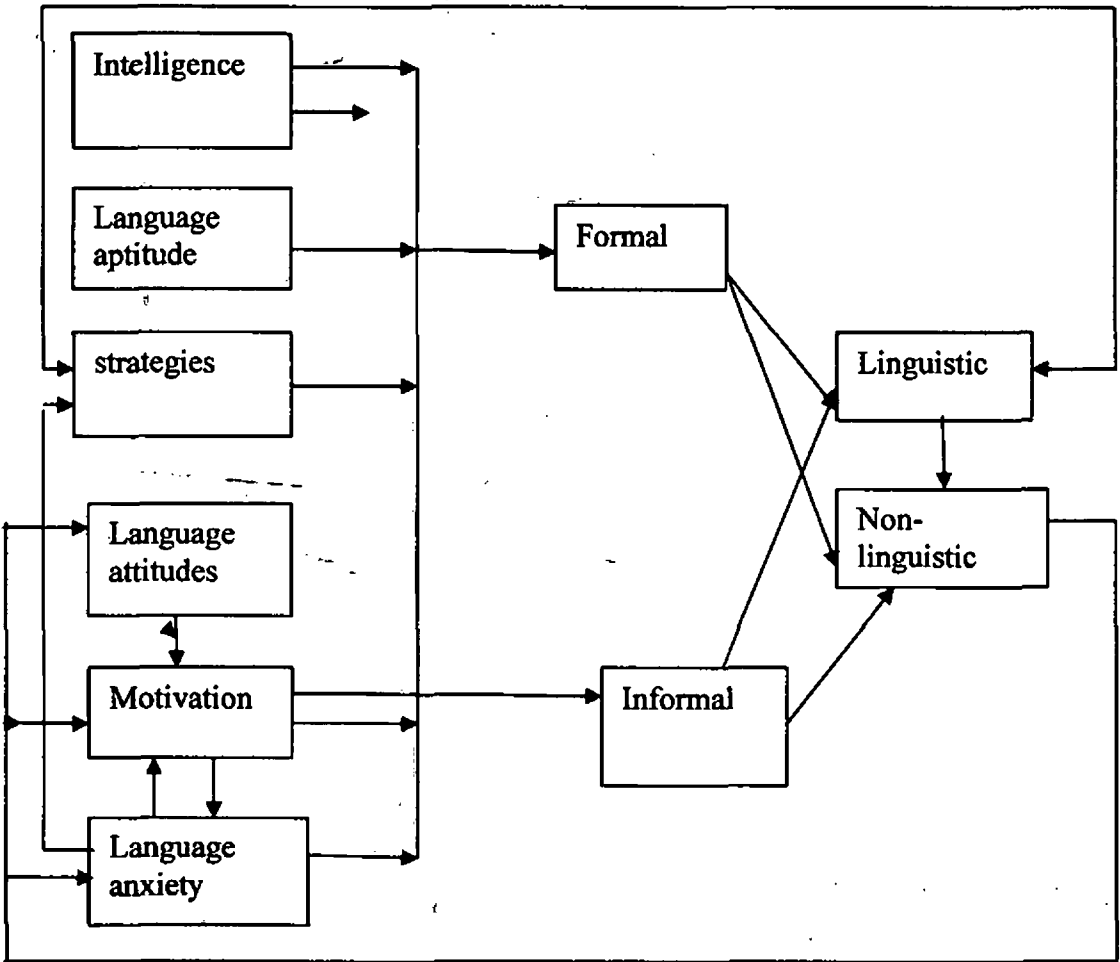 Intelligence
Language
aptitude
Formal
strategies
Linguistic
Language
attitudes
Non-
linguistic
Motivation
Informal
Language
anxiety